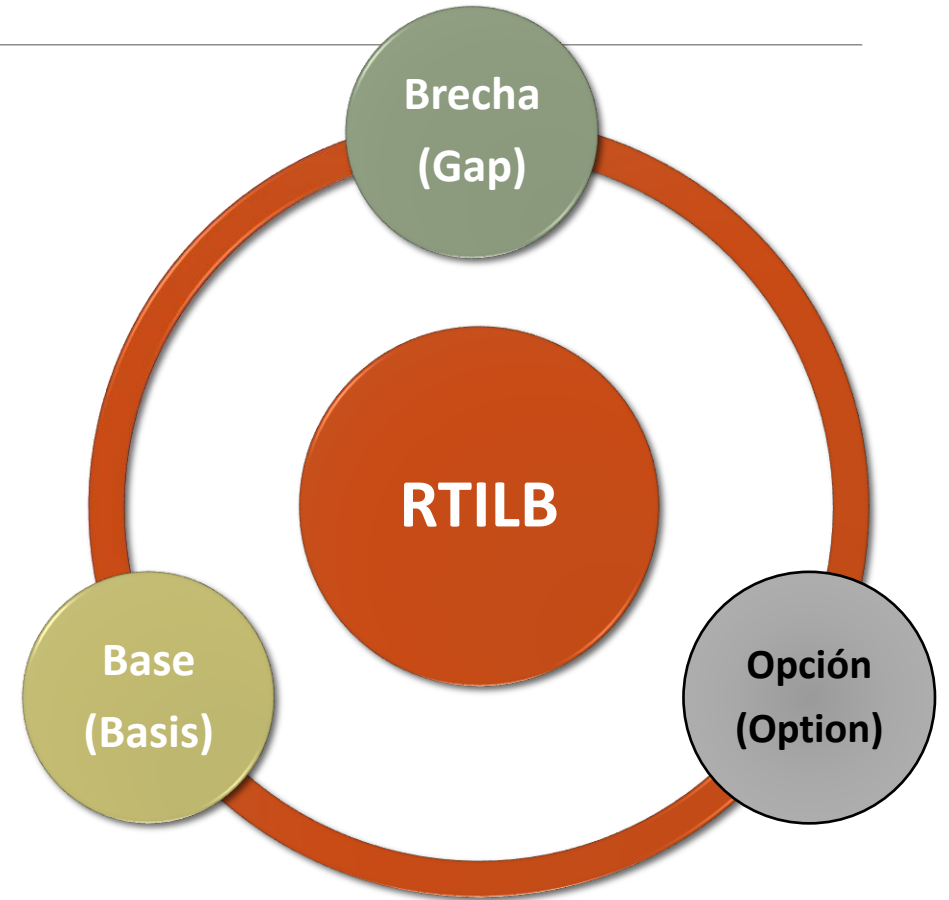 Brecha
(Gap)
RTILB
Base
(Basis)
Opción
(Option)